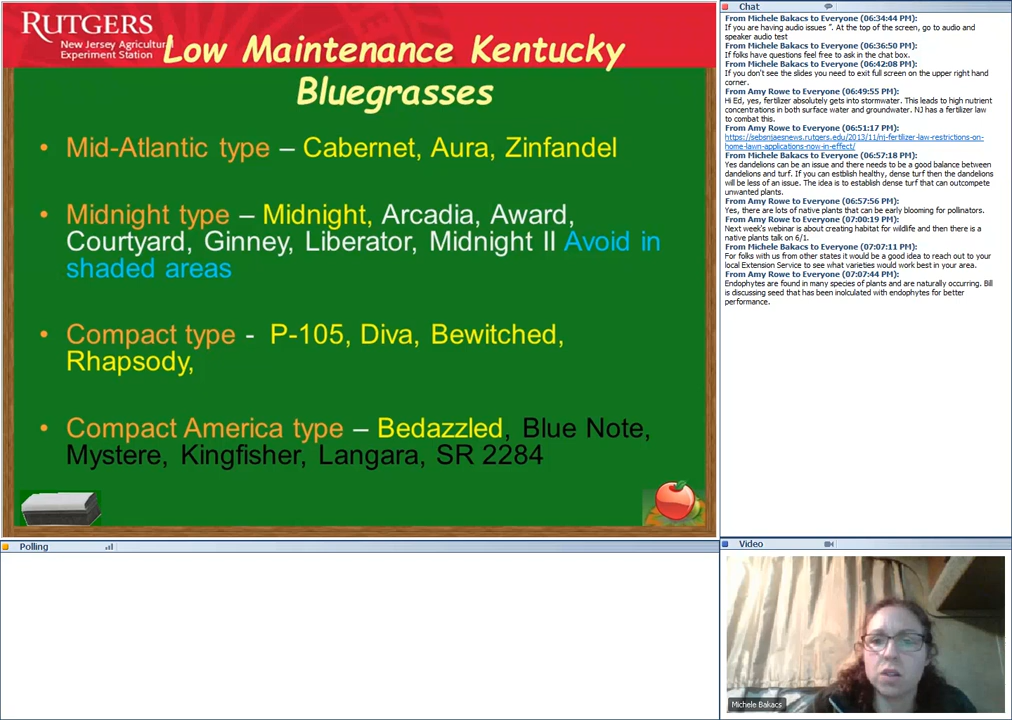 RUTGERS
New Jersey Agricultural
Experiment Station
Low Maintenance Kentucky
Bluegrasses
• Mid-Atlantic type – Cabernet, Aura, Zinfandel
• Midnight type – Midnight, Arcadia, Award,
Courtyard, Ginney, Liberator, Midnight II Avoid in
shaded areas
• Compact type - P-105, Diva, Bewitched,
Rhapsody,
• Compact America type – Bedazzled, Blue Note,
Mystere, Kingfisher, Langara, SR 2284
Polling
Chat
From Michele Bakacs to Everyone (06:34:44 PM):
If you are having audio issues ". At the top of the screen, go to audio and
speaker audio test
From Michele Bakacs to Everyone (06:36:50 PM):
If folks have questions feel free to ask in the chat box.
From Michele Bakacs to Everyone (06:42:08 PM):
If you don't see the slides you need to exit full screen on the upper right hand
corner.
From Amy Rowe to Everyone (06:49:55 PM):
Hi Ed, yes, fertilizer absolutely gets into stormwater. This leads to high nutrient
concentrations in both surface water and groundwater. NJ has a fertilizer law
to combat this.
From Amy Rowe to Everyone (06:51:17 PM):
https://sebsnjaesnews.rutgers.edu/2013/11/nj-fertilizer-law-restrictions-on-
home-lawn-applications-now-in-effect/
From Michele Bakacs to Everyone (06:57:18 PM):
Yes dandelions can be an issue and there needs to be a good balance between
dandelions and turf. If you can estblish healthy, dense turf then the dandelions
will be less of an issue. The idea is to establish dense turf that can outcompete
unwanted plants.
From Amy Rowe to Everyone (06:57:56 PM):
Yes, there are lots of native plants that can be early blooming for pollinators.
From Amy Rowe to Everyone (07:00:19 PM):
Next week's webinar is about creating habitat for wildlife and then there is a
native plants talk on 6/1.
From Michele Bakacs to Everyone (07:07:11 PM):
For folks with us from other states it would be a good idea to reach out to your
local Extension Service to see what varieties would work best in your area.
From Amy Rowe to Everyone (07:07:44 PM):
Endophytes are found in many species of plants and are naturally occurring. Bill
is discussing seed that has been inolculated with endophytes for better
performance.
Video
Michele Bakacs